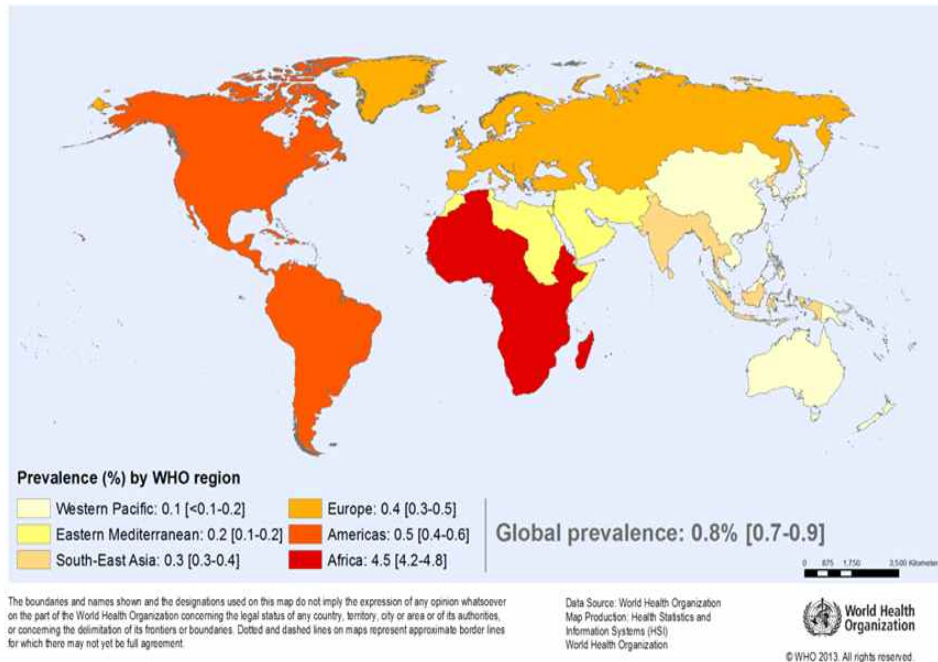 Prevalence (%) by WHO region
Western Pacific: 0.1 [<0.1-0.2]
Eastern Mediterranean: 0.2 [0.1-0.2]
South-East Asia: 0.3 [0.3-0.4]
Europe: 0.4 [0.3-0.5]
Americas: 0.5 [0.4-0.6]
Africa: 4.5 [4.2-4.8]
Global prevalence: 0.8% [0.7-0.9]
0 875 1,750 3,500 Kilometers
The boundaries and names shown and the designations used on this map do not imply the expression of any opinion whatsoever
on the part of the World Health Organization concerning the legal status of any country, territory, city or area or of its authorities,
or concerning the delimitation of its frontiers or boundaries. Dotted and dashed lines on maps represent approximate border lines
for which there may not yet be full agreement.
Data Source: World Health Organization
Map Production: Health Statistics and
Information Systems (HSI)
World Health Organization
World Health
Organization
© WHO 2013. All rights reserved.